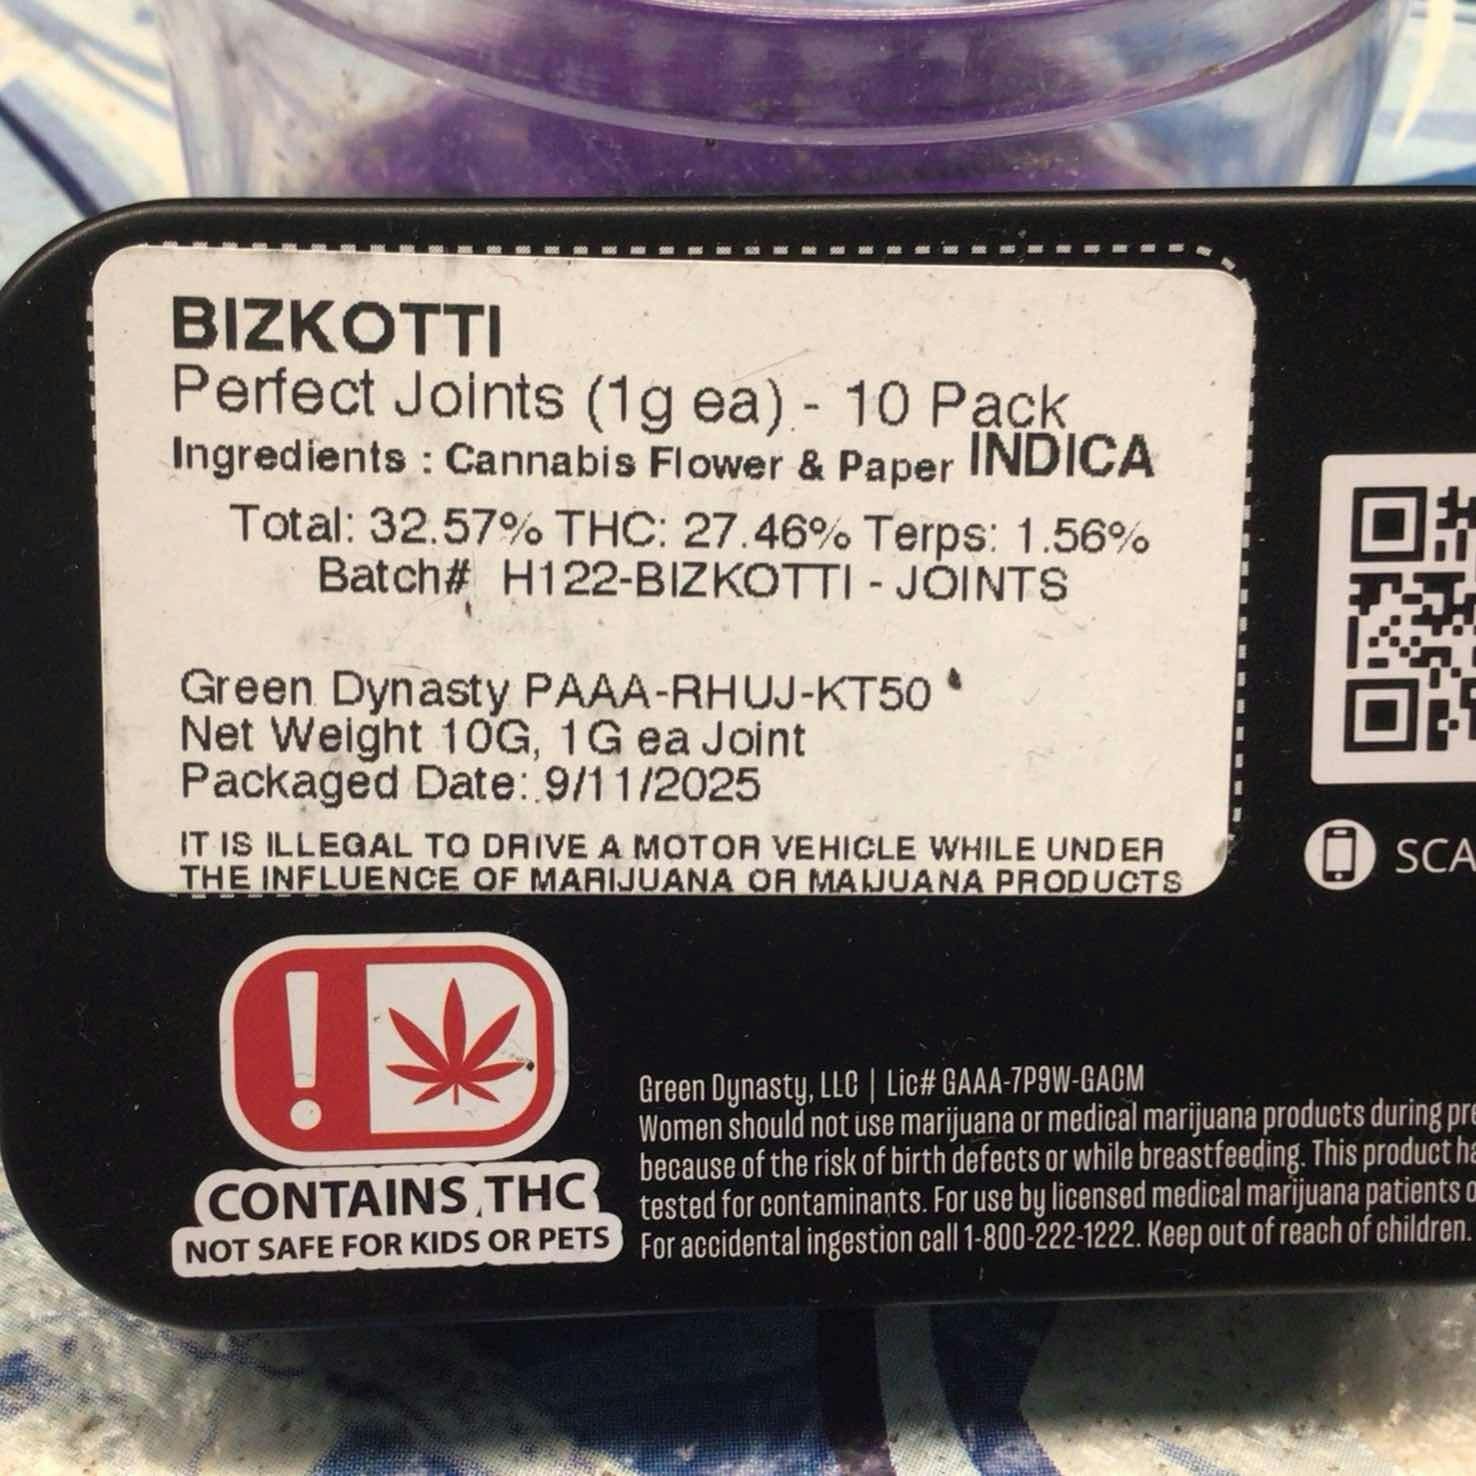 BIZKOTTI
Perfect Joints (1g ea) - 10 Pack
Ingredients : Cannabis Flower & Paper INDICA
Total: 32.57% THC: 27.46% Terps: 1.56%
Batch# H122-BIZKOTTI - JOINTS
Green Dynasty PAAA-RHUJ-KT50
Net Weight 10G, 1G ea Joint
Packaged Date: 9/11/2025
IT IS ILLEGAL TO DRIVE A MOTOR VEHICLE WHILE UNDER
THE INFLUENCE OF MARIJUANA OR MAIJUANA PRODUCTS
SCA
!
CONTAINS THC
NOT SAFE FOR KIDS OR PETS
Green Dynasty, LLC | Lic# GAAA-7P9W-GACM
Women should not use marijuana or medical marijuana products during pr
because of the risk of birth defects or while breastfeeding. This product ha
tested for contaminants. For use by licensed medical marijuana patients o
For accidental ingestion call 1-800-222-1222. Keep out of reach of children.